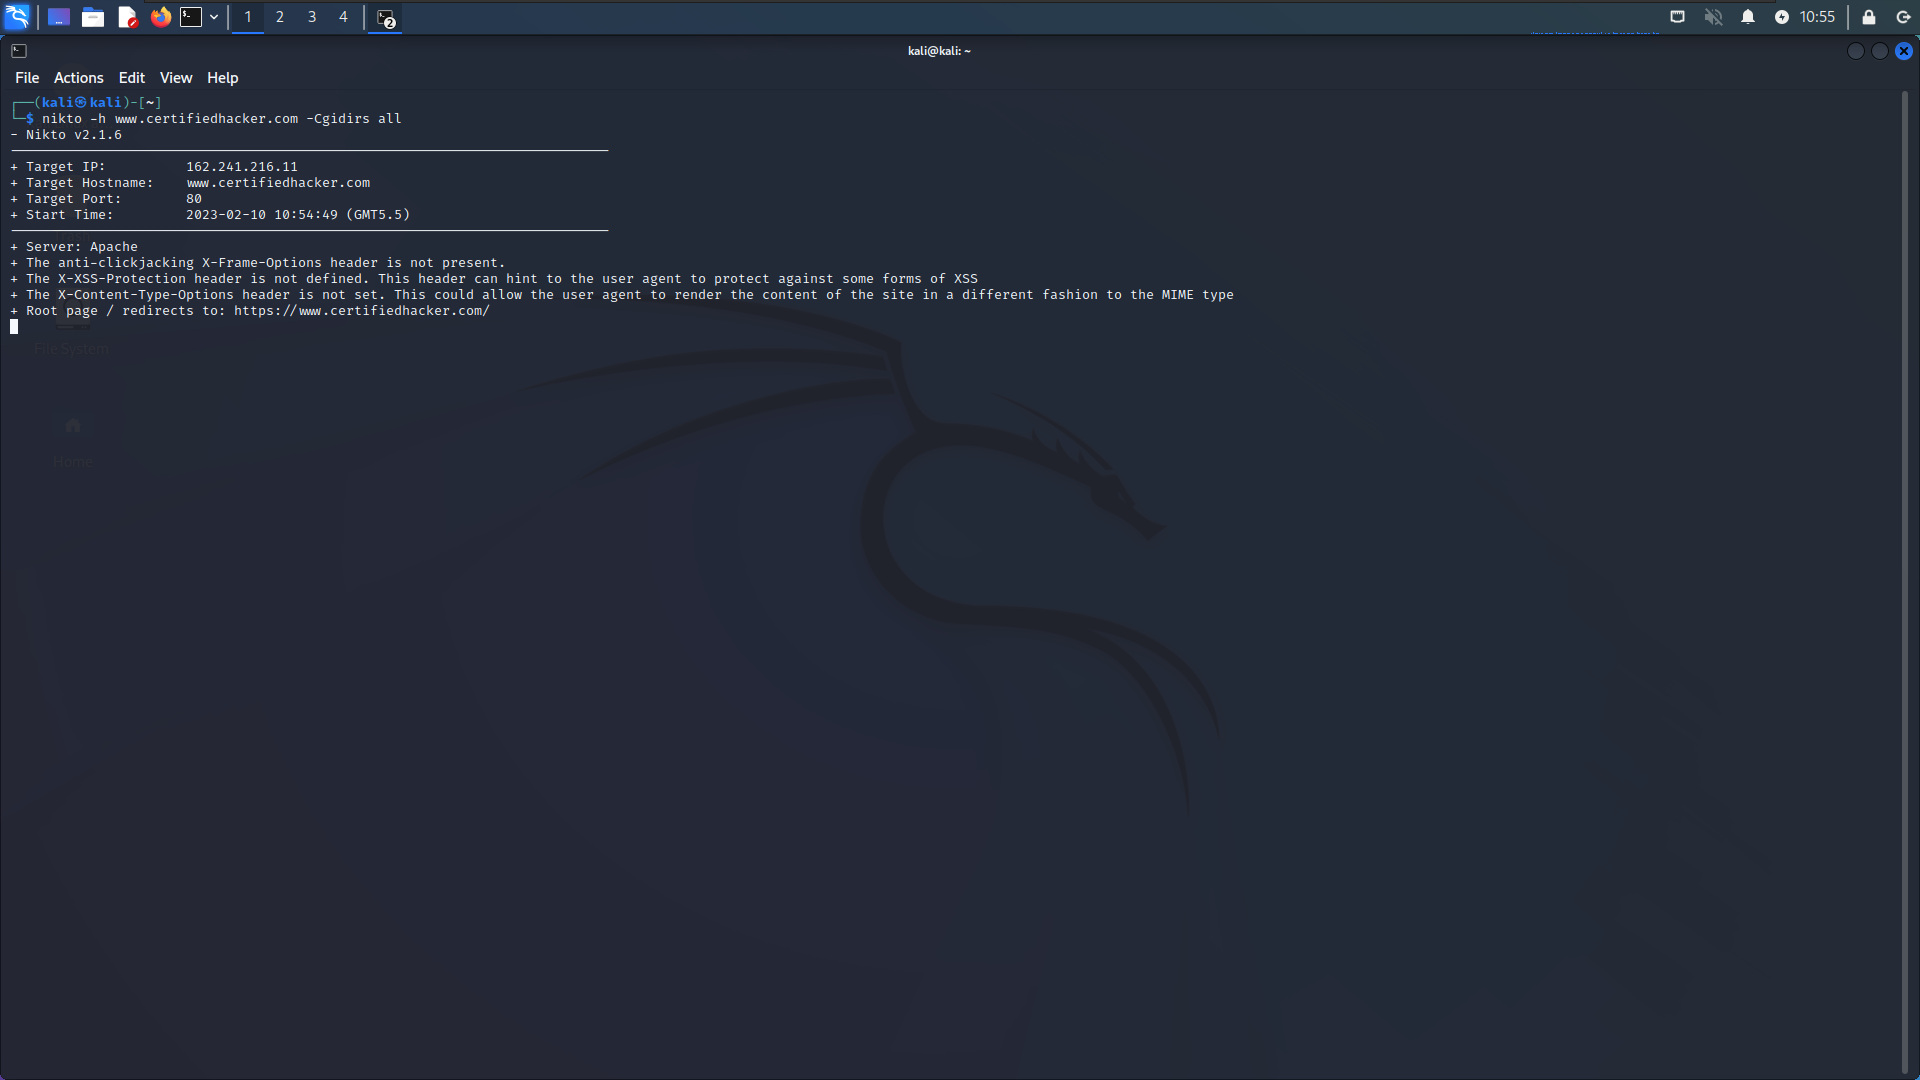 1 2 3 4
2
10:55
kali@kali: ~
File Actions Edit View Help
┌──(kali㉿kali)-[~]
└─$ nikto -h www.certifiedhacker.com -Cgidirs all
- Nikto v2.1.6
+ Target IP: 162.241.216.11
+ Target Hostname: www.certifiedhacker.com
+ Target Port: 80
+ Start Time: 2023-02-10 10:54:49 (GMT5.5)
+ Server: Apache
+ The anti-clickjacking X-Frame-Options header is not present.
+ The X-XSS-Protection header is not defined. This header can hint to the user agent to protect against some forms of XSS
+ The X-Content-Type-Options header is not set. This could allow the user agent to render the content of the site in a different fashion to the MIME type
+ Root page / redirects to: https://www.certifiedhacker.com/
File System
Home